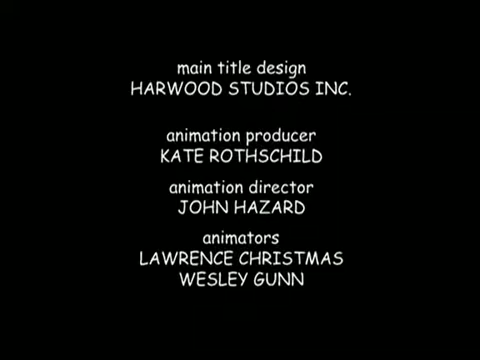 main title design
HARWOOD STUDIOS INC.
animation producer
KATE ROTHSCHILD
animation director
JOHN HAZARD
animators
LAWRENCE CHRISTMAS
WESLEY GUNN